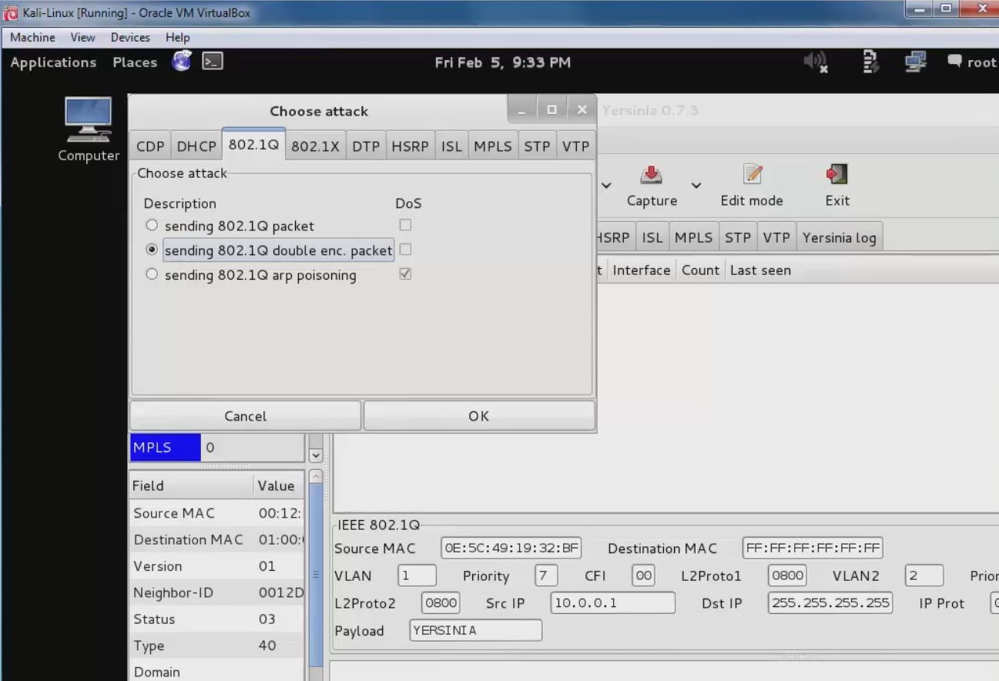 Kali-Linux [Running] - Oracle VM VirtualBox
Machine View Devices Help
Applications Places Fri Feb 5, 9:33 PM root
Computer
Choose attack
Yersinia 0.7.3
CDP DHCP 802.1Q 802.1X DTP HSRP ISL MPLS STP VTP
Choose attack
Description DoS
sending 802.1Q packet
sending 802.1Q double enc. packet
sending 802.1Q arp poisoning
Cancel OK
Capture Edit mode Exit
HSRP ISL MPLS STP VTP Yersinia log
t Interface Count Last seen
MPLS 0
Field Value
Source MAC 00:12:
Destination MAC 01:00:
Version 01
Neighbor-ID 0012D
Status 03
Type 40
Domain
IEEE 802.1Q
Source MAC 0E:5C:49:19:32:BF Destination MAC FF:FF:FF:FF:FF:FF
VLAN 1 Priority 7 CFI 00 L2Proto1 0800 VLAN2 2 Prior
L2Proto2 0800 Src IP 10.0.0.1 Dst IP 255.255.255.255 IP Prot
Payload YERSINIA